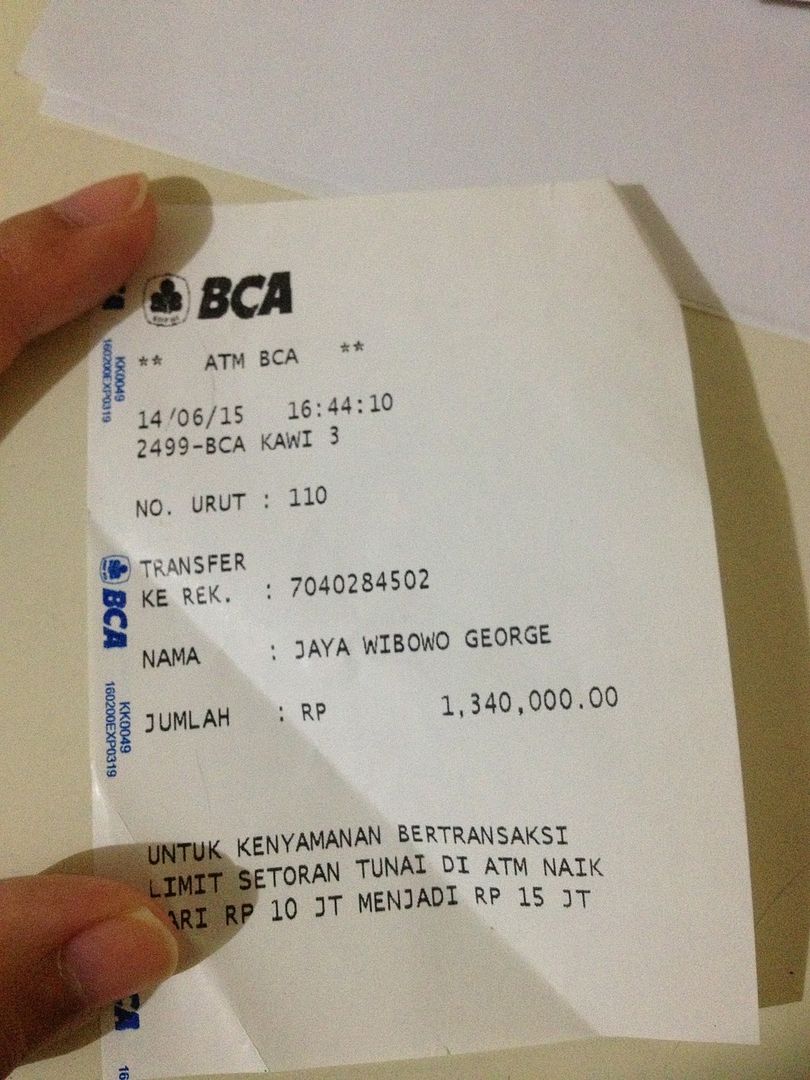 BCA
** ATM BCA **
14/06/15 16:44:10
2499-BCA KAWI 3
NO. URUT : 110
TRANSFER
KE REK. : 7040284502
NAMA : JAYA WIBOWO GEORGE
JUMLAH : RP 1,340,000.00
UNTUK KENYAMANAN BERTRANSAKSI
LIMIT SETORAN TUNAI DI ATM NAIK
RP 10 JT MENJADI RP 15 JT
KK0049
160200EXP0319
BCA
KK0049
160200EXP0319